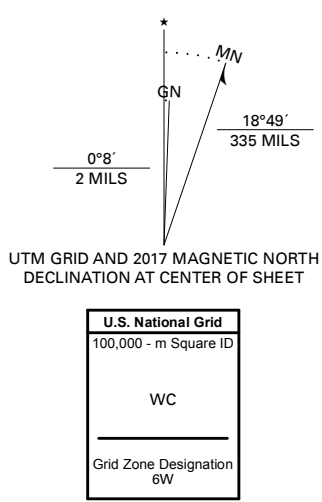 ★
MN
GN
18°49´
335 MILS
0°8´
2 MILS
UTM GRID AND 2017 MAGNETIC NORTH
DECLINATION AT CENTER OF SHEET
U.S. National Grid
100,000 - m Square ID
WC
Grid Zone Designation
6W